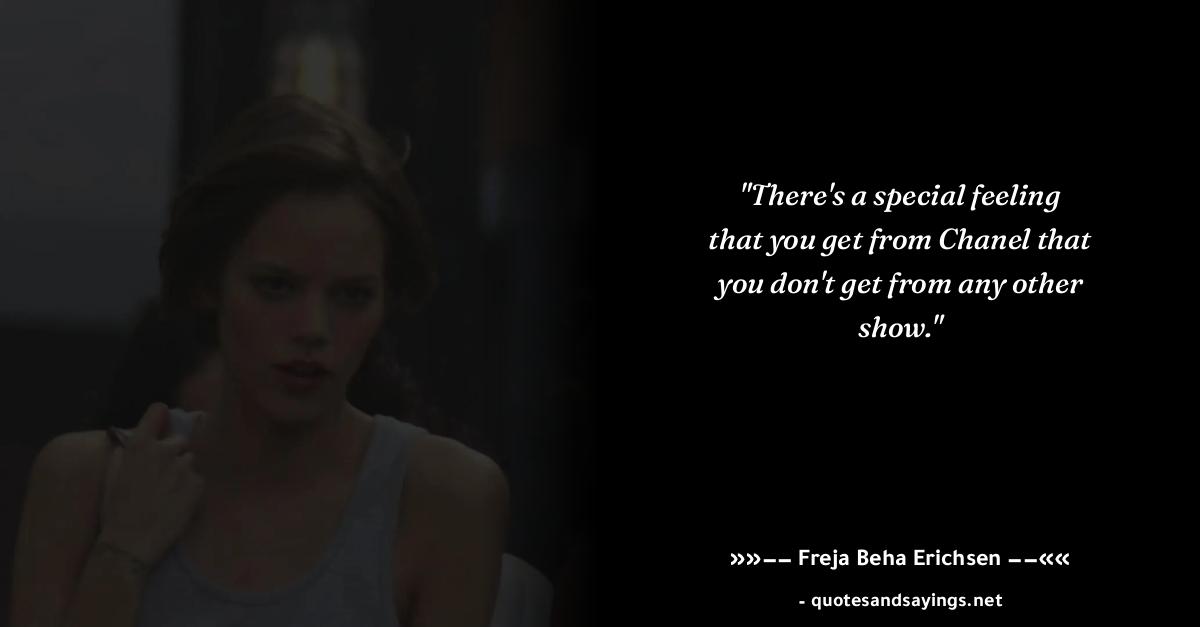 "There's a special feeling
that you get from Chanel that
you don't get from any other
show."
»»–– Freja Beha Erichsen ––««
- quotesandsayings.net